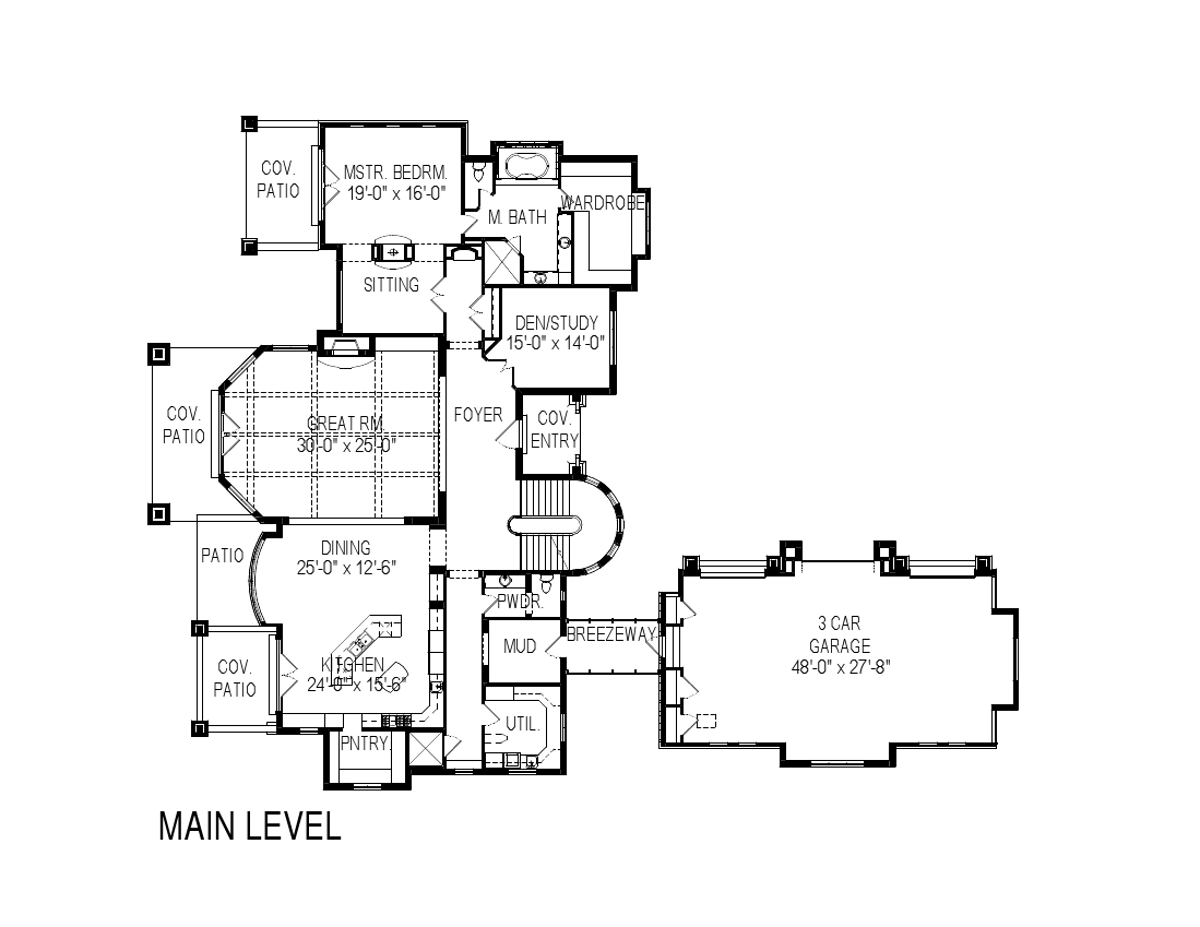 COV.
PATIO
MSTR. BEDRM.
19'-0" x 16'-0"
M. BATH
WARDROBE
SITTING
DEN/STUDY
15'-0" x 14'-0"
COV.
PATIO
GREAT RM.
30'-0" x 25'-0"
FOYER
COV.
ENTRY
PATIO
DINING
25'-0" x 12'-6"
PWDR.
MUD
BREEZEWAY
3 CAR
GARAGE
48'-0" x 27'-8"
COV.
PATIO
KITCHEN
24'-0" x 15'-6"
UTIL.
PNTRY.
MAIN LEVEL